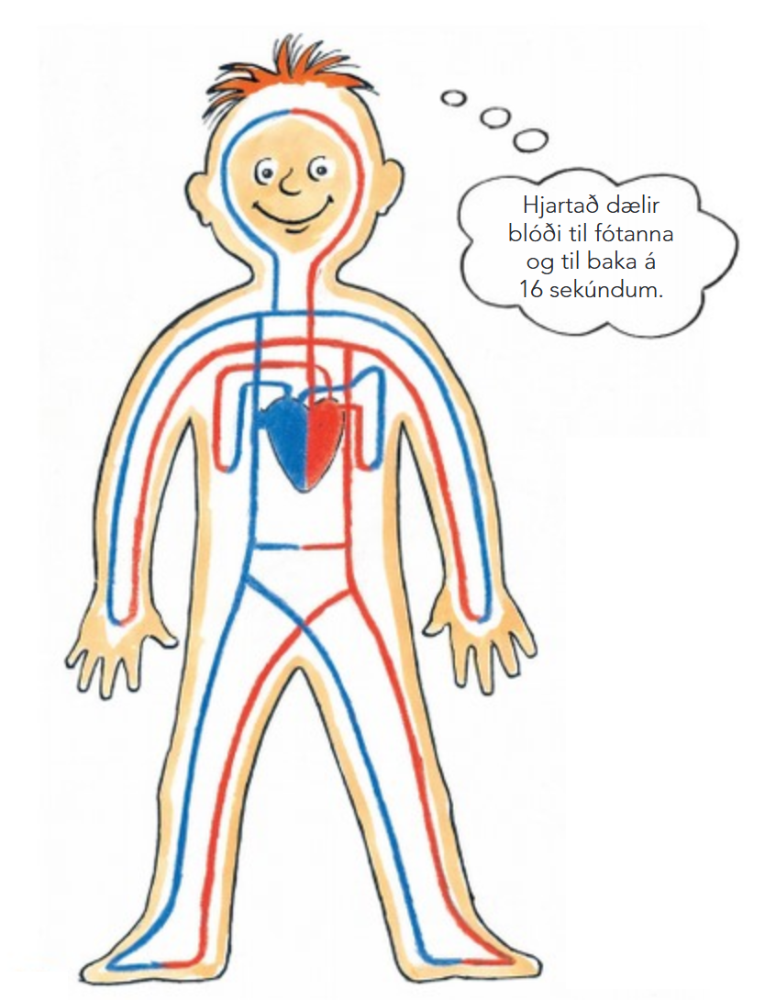 Hjartað dælir
blóði til fótanna
og til baka á
16 sekúndum.